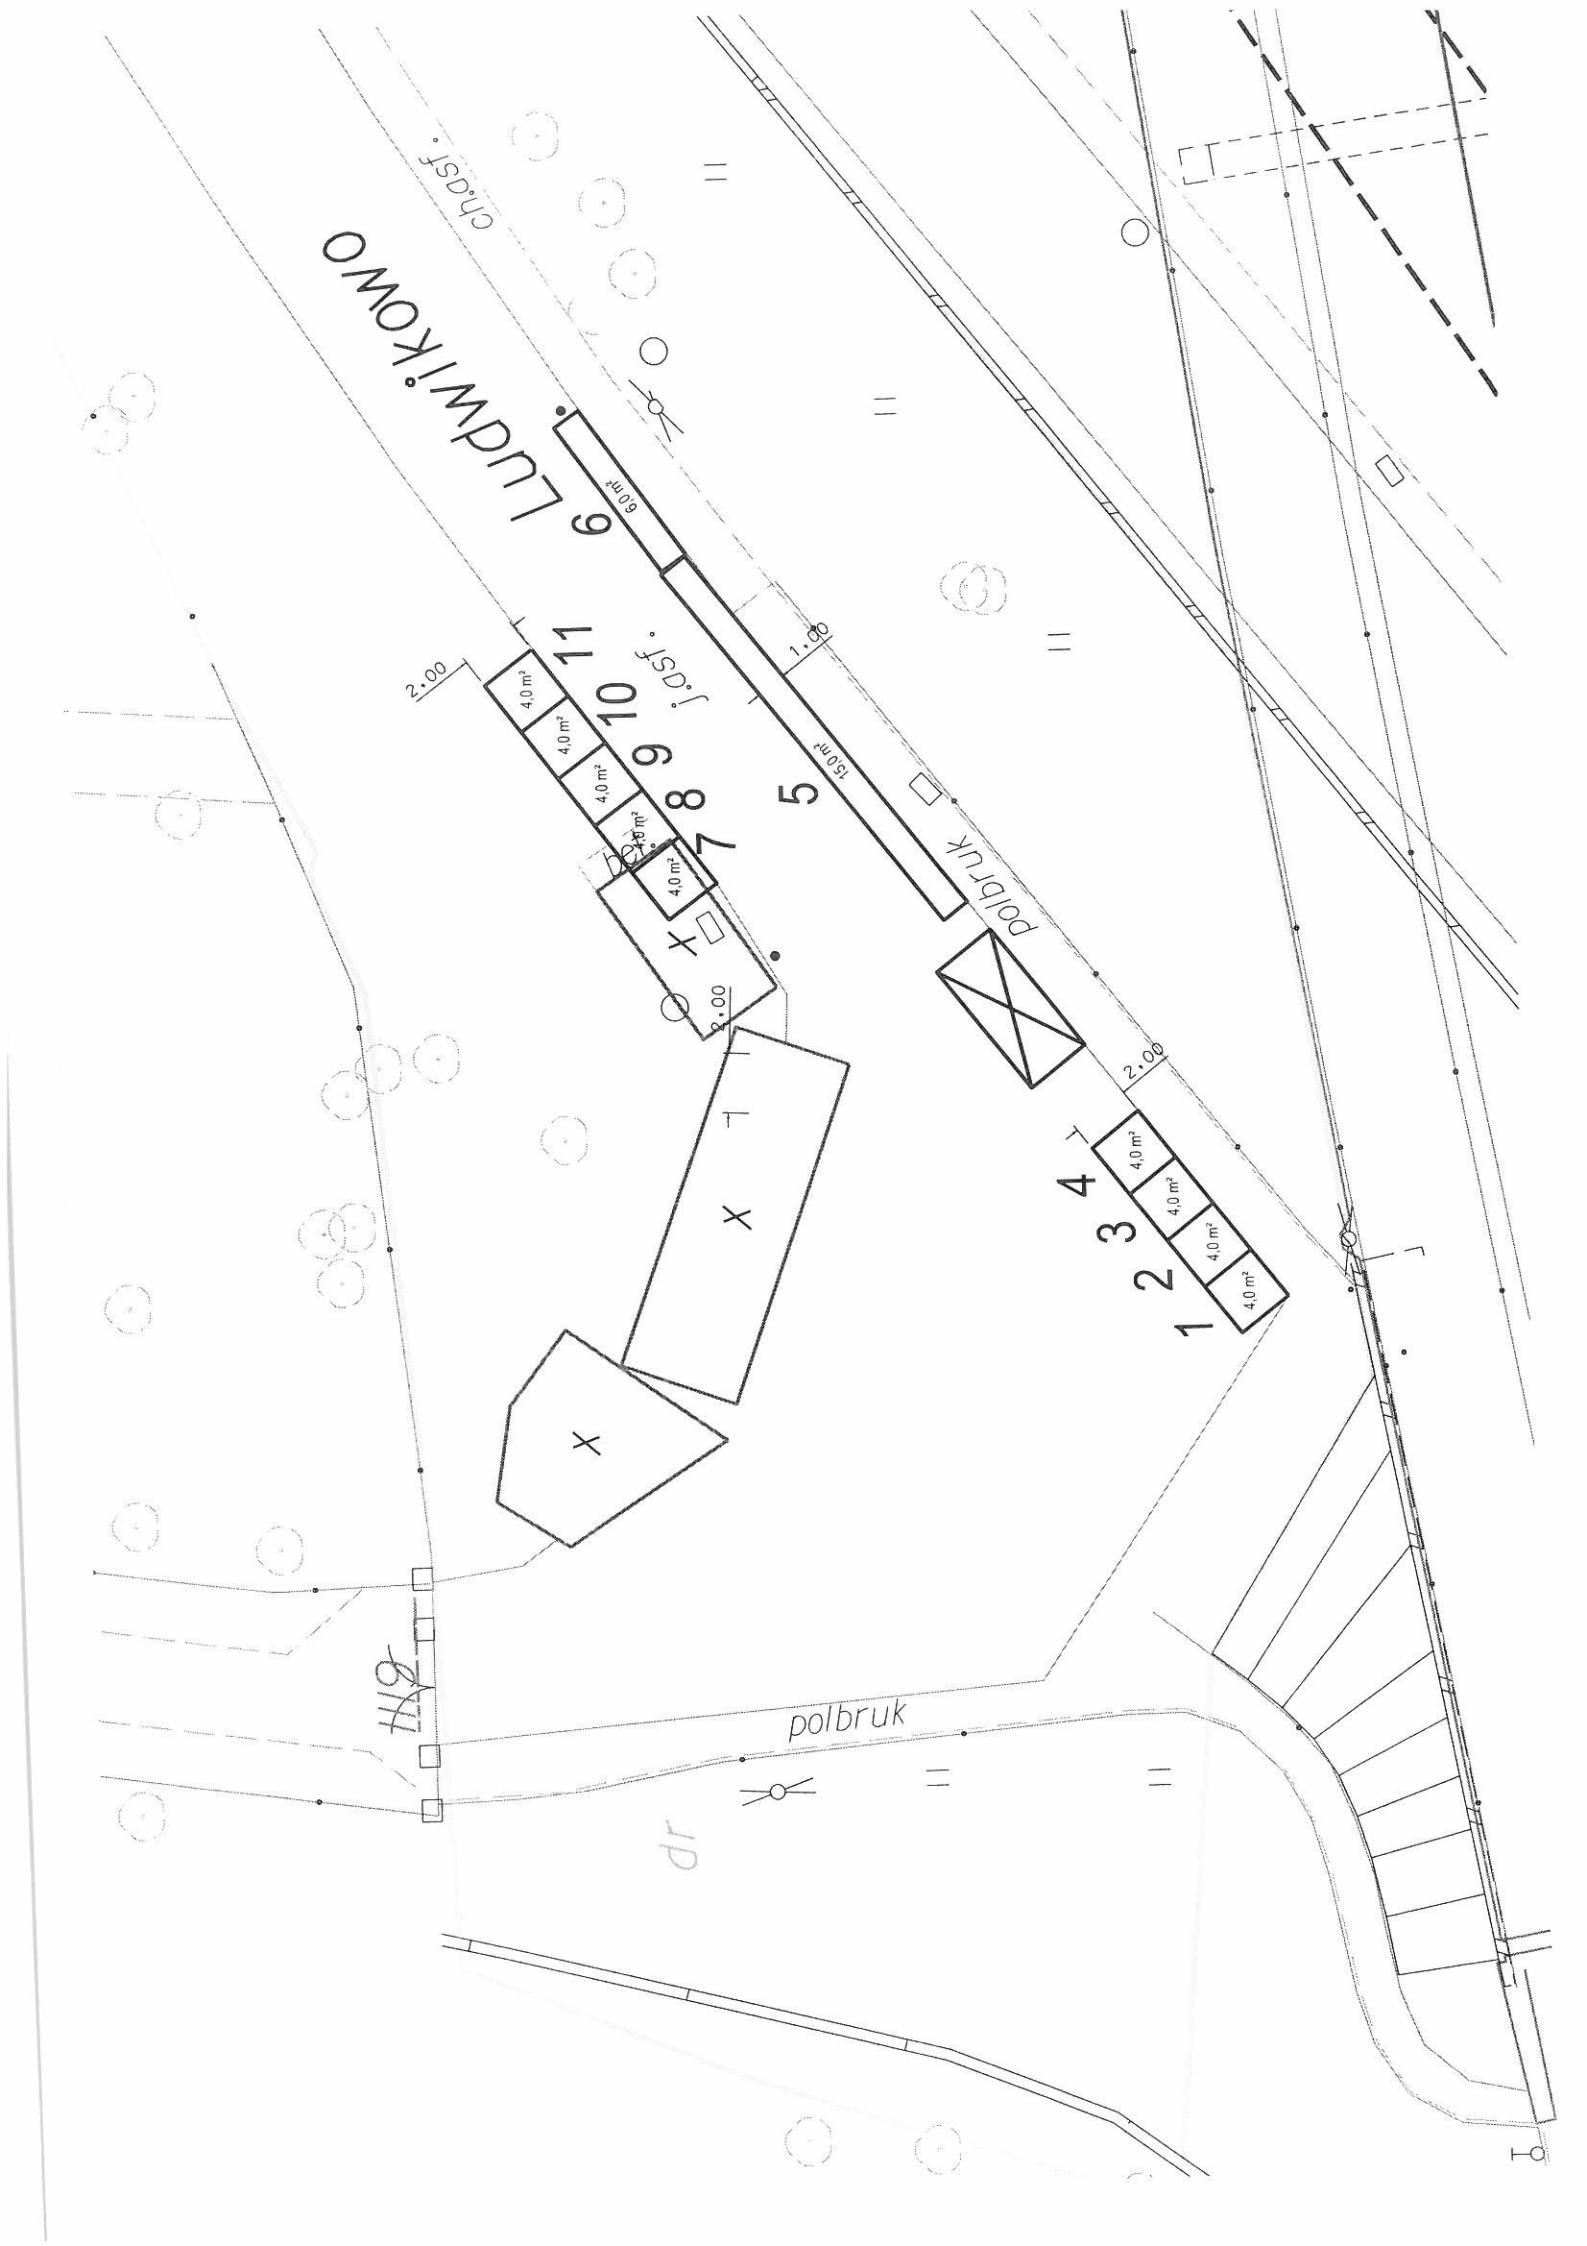 ch.asf.
Ludwikowo
6
6,0 m²
11
10
9
8
7
2.00
4,0 m²
4,0 m²
4,0 m²
4,0 m²
4,0 m²
j.asf.
1.00
5
15,0 m²
polbruk
x
2.00
x
x
2.00
4
3
2
1
4,0 m²
4,0 m²
4,0 m²
4,0 m²
polbruk
dr